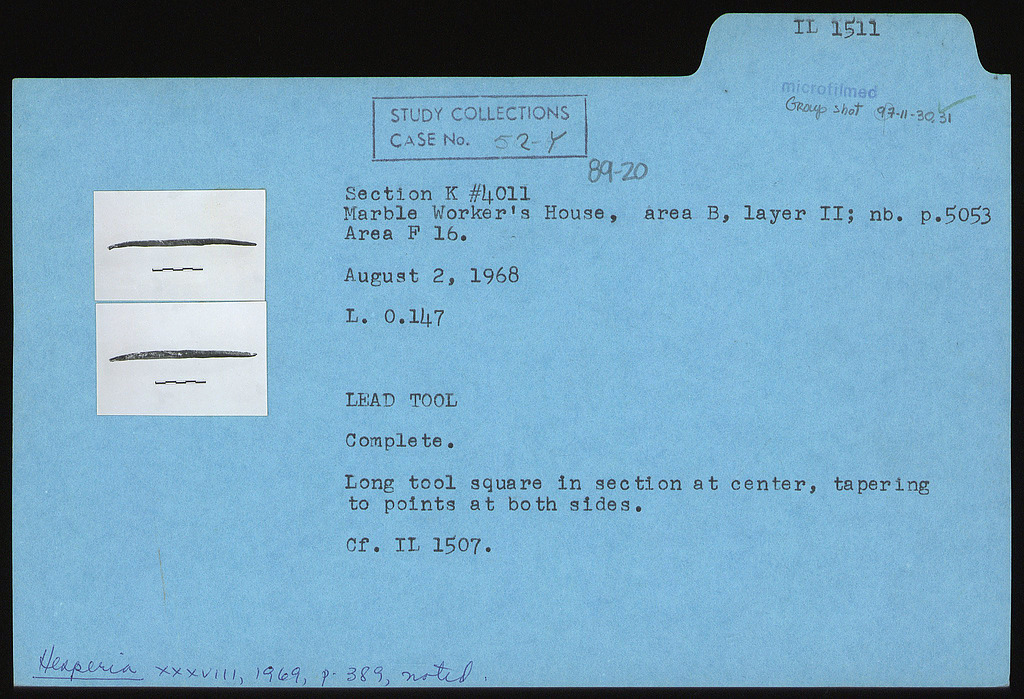 IL 1511
microfilmed
Group shot 97-11-30,31
STUDY COLLECTIONS
CASE No. 52-Y
89-20
Section K #4011
Marble Worker's House, area B, layer II; nb. p.5053
Area F 16.
August 2, 1968
L. 0.147
LEAD TOOL
Complete.
Long tool square in section at center, tapering
to points at both sides.
Cf. IL 1507.
Hesperia XXXVIII, 1969, p. 389, noted.